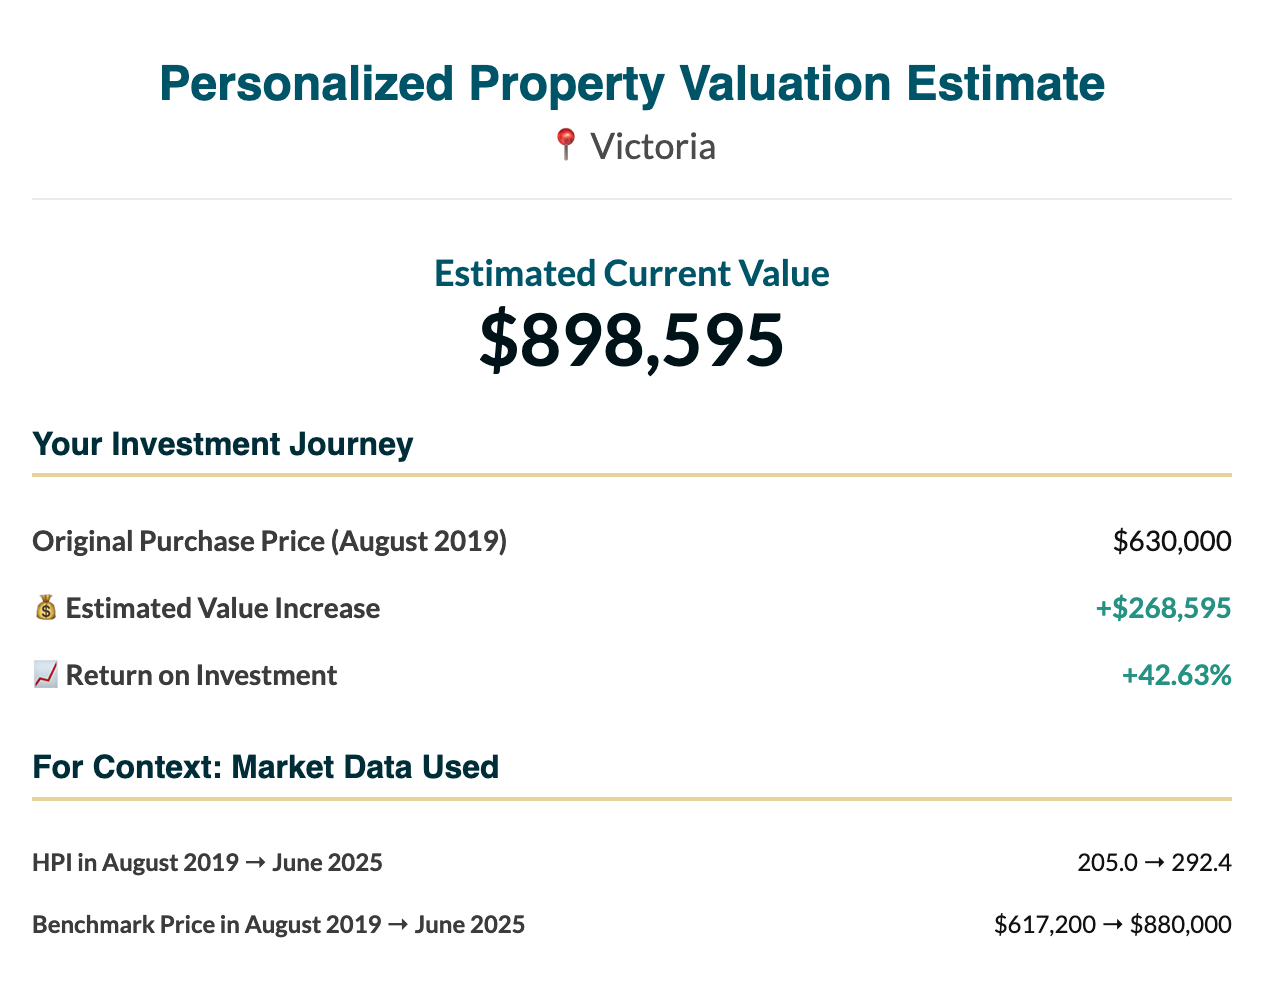 Personalized Property Valuation Estimate
📍 Victoria
Estimated Current Value
$898,595
Your Investment Journey
Original Purchase Price (August 2019) $630,000
💰 Estimated Value Increase +$268,595
📈 Return on Investment +42.63%
For Context: Market Data Used
HPI in August 2019 → June 2025 205.0 → 292.4
Benchmark Price in August 2019 → June 2025 $617,200 → $880,000